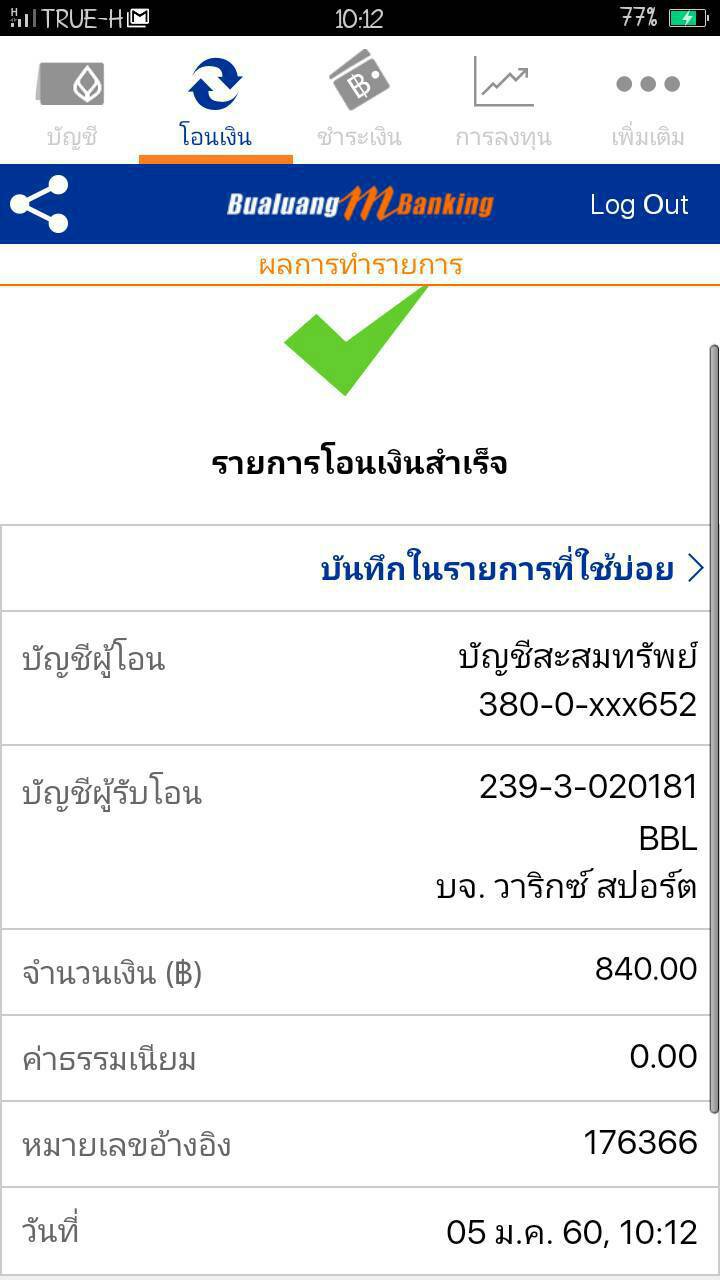 TRUE-H 10:12 77%
บัญชี โอนเงิน ชำระเงิน การลงทุน เพิ่มเติม
Bualuang mBanking Log Out
ผลการทำรายการ
รายการโอนเงินสำเร็จ
บันทึกในรายการที่ใช้บ่อย
บัญชีผู้โอน บัญชีสะสมทรัพย์
380-0-xxx652
บัญชีผู้รับโอน 239-3-020181
BBL
บจ. วาริกซ์ สปอร์ต
จำนวนเงิน (฿) 840.00
ค่าธรรมเนียม 0.00
หมายเลขอ้างอิง 176366
วันที่ 05 ม.ค. 60, 10:12